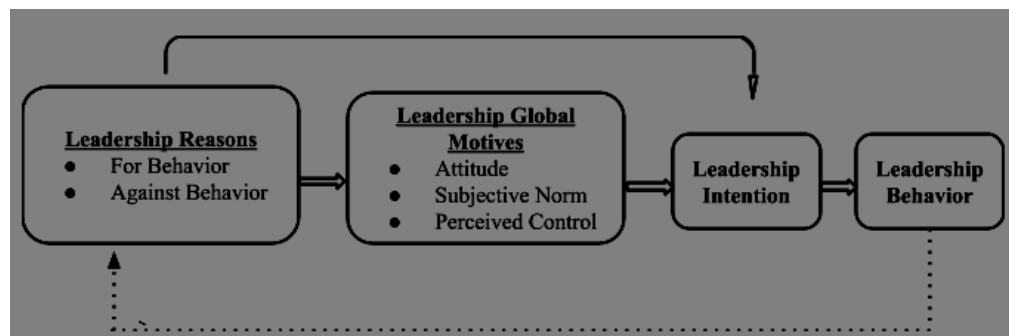 Leadership Reasons
● For Behavior
● Against Behavior
Leadership Global
Motives
● Attitude
● Subjective Norm
● Perceived Control
Leadership
Intention
Leadership
Behavior